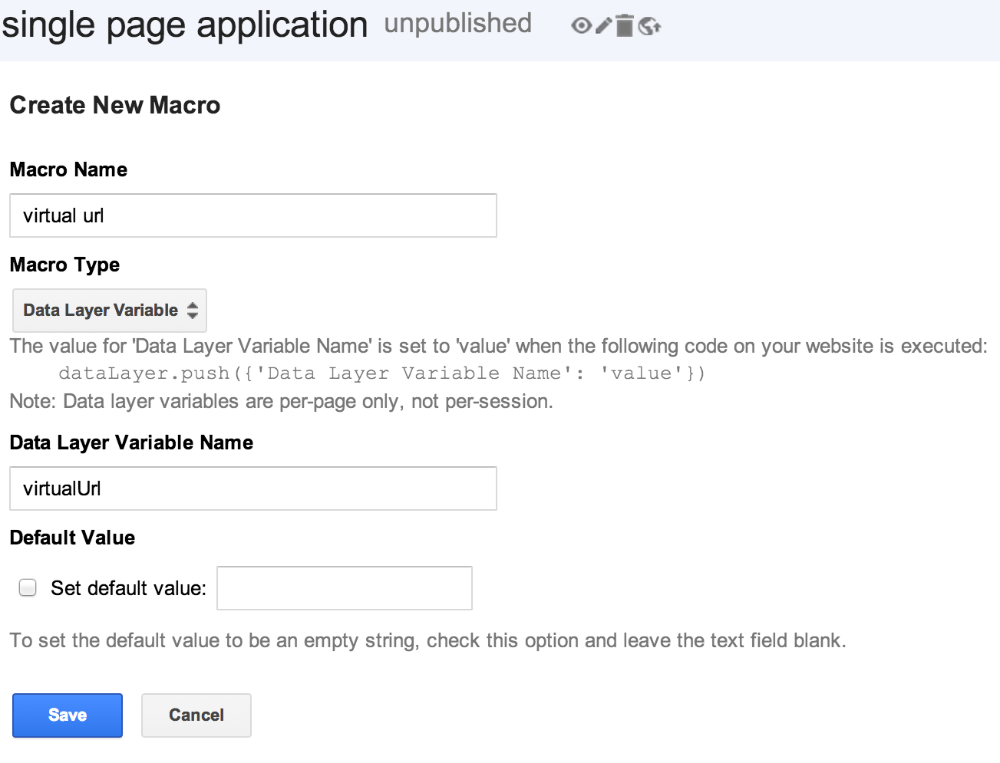 single page application unpublished
Create New Macro
Macro Name
virtual url
Macro Type
Data Layer Variable
The value for 'Data Layer Variable Name' is set to 'value' when the following code on your website is executed:
dataLayer.push({'Data Layer Variable Name': 'value'})
Note: Data layer variables are per-page only, not per-session.
Data Layer Variable Name
virtualUrl
Default Value
Set default value:
To set the default value to be an empty string, check this option and leave the text field blank.
Save Cancel